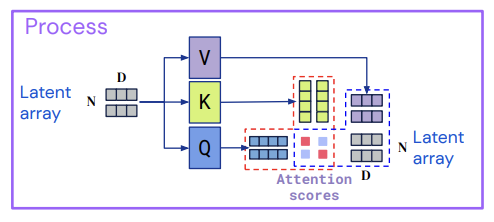 Process
D
V
Latent
array
N
K
Q
Attention
scores
D
N
Latent
array